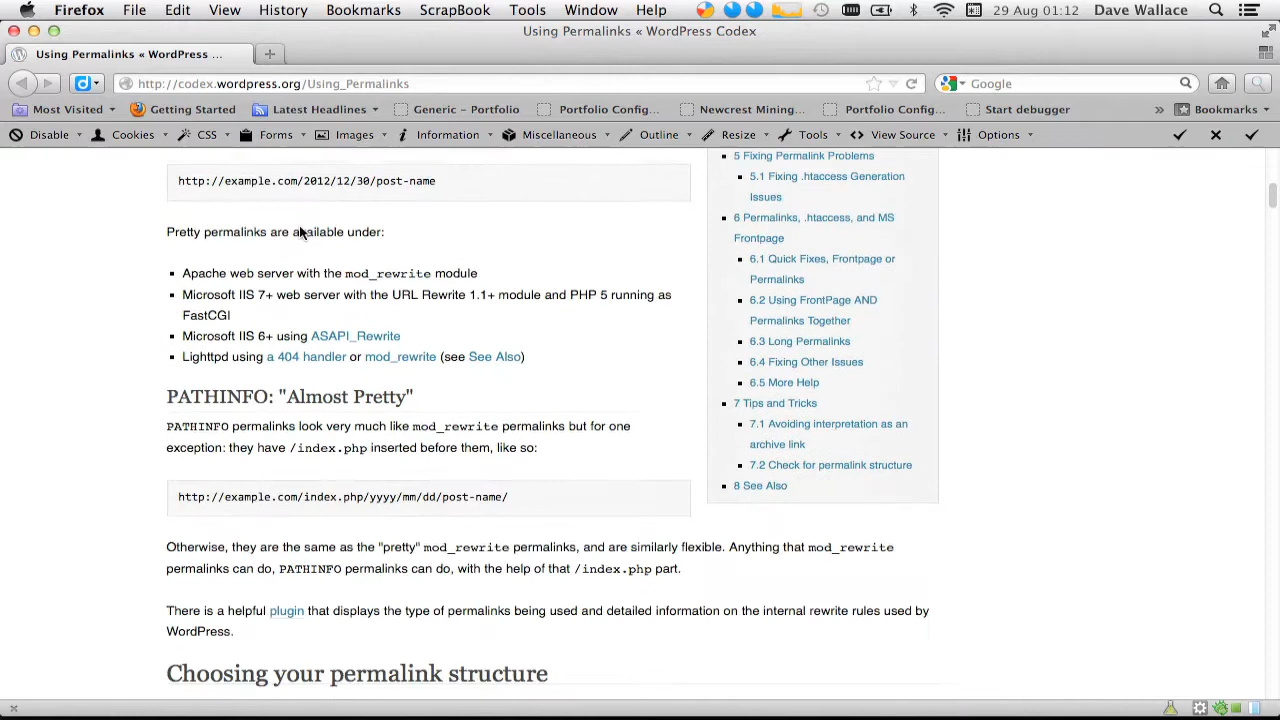 Firefox File Edit View History Bookmarks ScrapBook Tools Window Help 29 Aug 01:12 Dave Wallace
Using Permalinks « WordPress Codex
Using Permalinks « WordPress ...
http://codex.wordpress.org/Using_Permalinks Google
Most Visited Getting Started Latest Headlines Generic - Portfolio Portfolio Config... Newcrest Mining... Portfolio Config... Start debugger » Bookmarks
Disable Cookies CSS Forms Images Information Miscellaneous Outline Resize Tools View Source Options
http://example.com/2012/12/30/post-name
Pretty permalinks are available under:
Apache web server with the mod_rewrite module
Microsoft IIS 7+ web server with the URL Rewrite 1.1+ module and PHP 5 running as
FastCGI
Microsoft IIS 6+ using ASAPI_Rewrite
Lighttpd using a 404 handler or mod_rewrite (see See Also)
PATHINFO: "Almost Pretty"
PATHINFO permalinks look very much like mod_rewrite permalinks but for one
exception: they have /index.php inserted before them, like so:
http://example.com/index.php/yyyy/mm/dd/post-name/
Otherwise, they are the same as the "pretty" mod_rewrite permalinks, and are similarly flexible. Anything that mod_rewrite
permalinks can do, PATHINFO permalinks can do, with the help of that /index.php part.
There is a helpful plugin that displays the type of permalinks being used and detailed information on the internal rewrite rules used by
WordPress.
Choosing your permalink structure
5 Fixing Permalink Problems
5.1 Fixing .htaccess Generation
Issues
6 Permalinks, .htaccess, and MS
Frontpage
6.1 Quick Fixes, Frontpage or
Permalinks
6.2 Using FrontPage AND
Permalinks Together
6.3 Long Permalinks
6.4 Fixing Other Issues
6.5 More Help
7 Tips and Tricks
7.1 Avoiding interpretation as an
archive link
7.2 Check for permalink structure
8 See Also